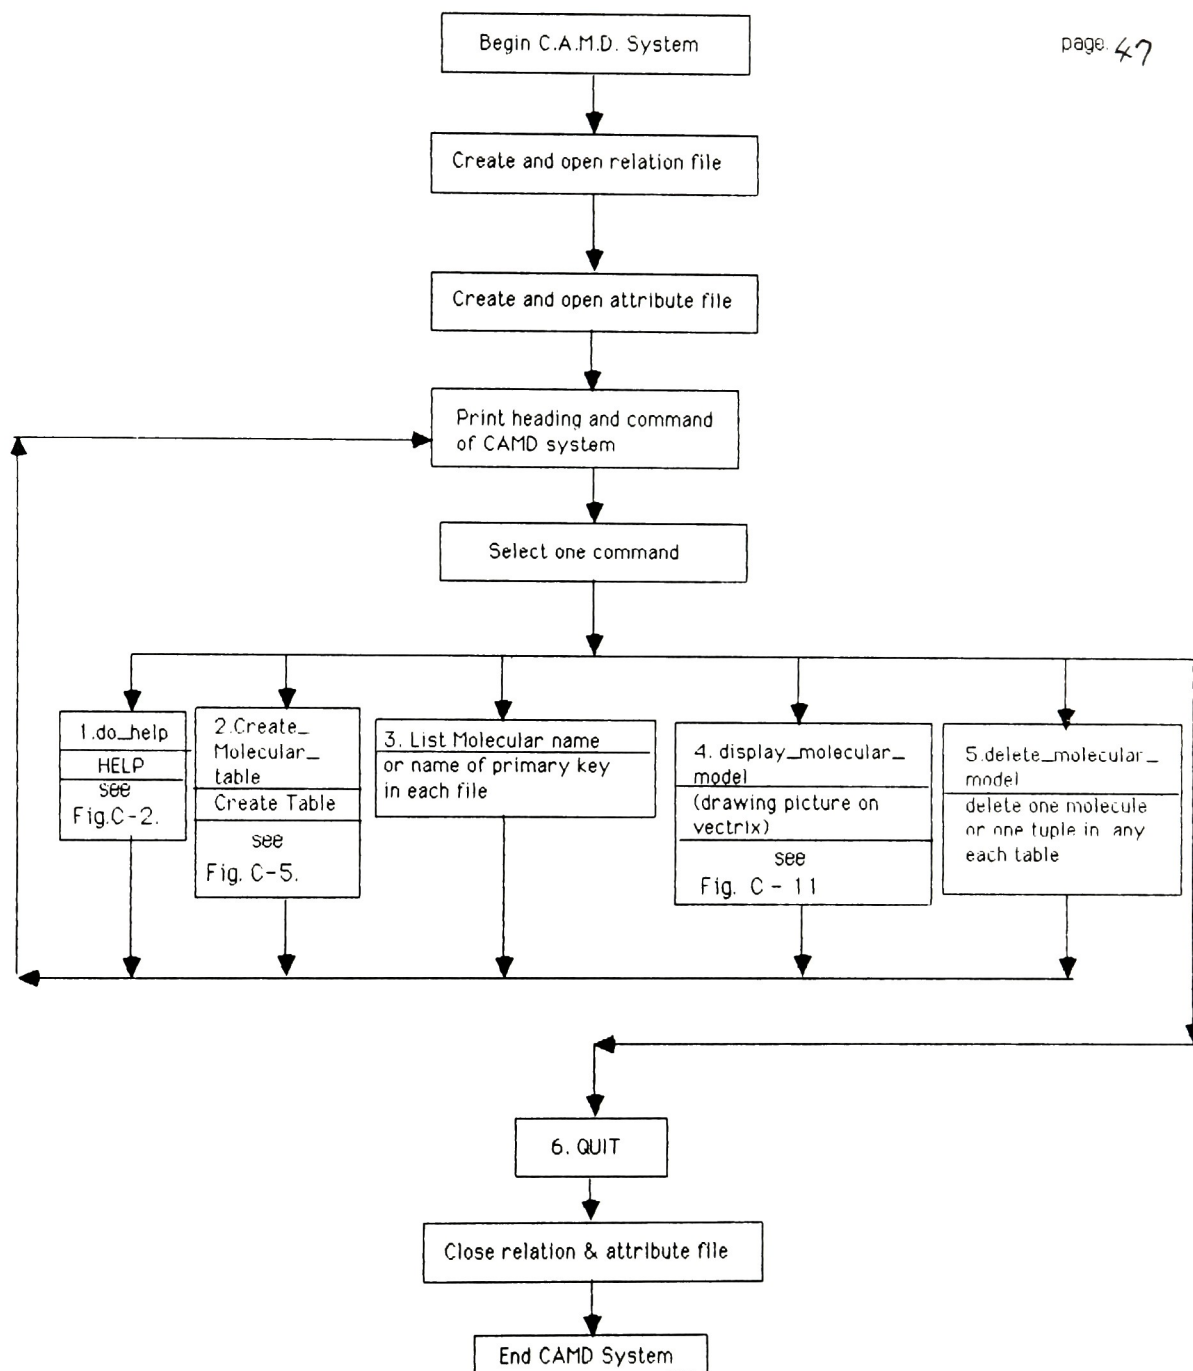 Begin C.A.M.D. System
page. 47
Create and open relation file
Create and open attribute file
Print heading and command
of CAMD system
Select one command
1.do_help
HELP
see
Fig.C-2.
2.Create_
Molecular_
table
Create Table
see
Fig. C-5.
3. List Molecular name
or name of primary key
in each file
4. display_molecular_
model
(drawing picture on
vectrix)
see
Fig. C - 11
5.delete_molecular_
model
delete one molecule
or one tuple in any
each table
6. QUIT
Close relation & attribute file
End CAMD System